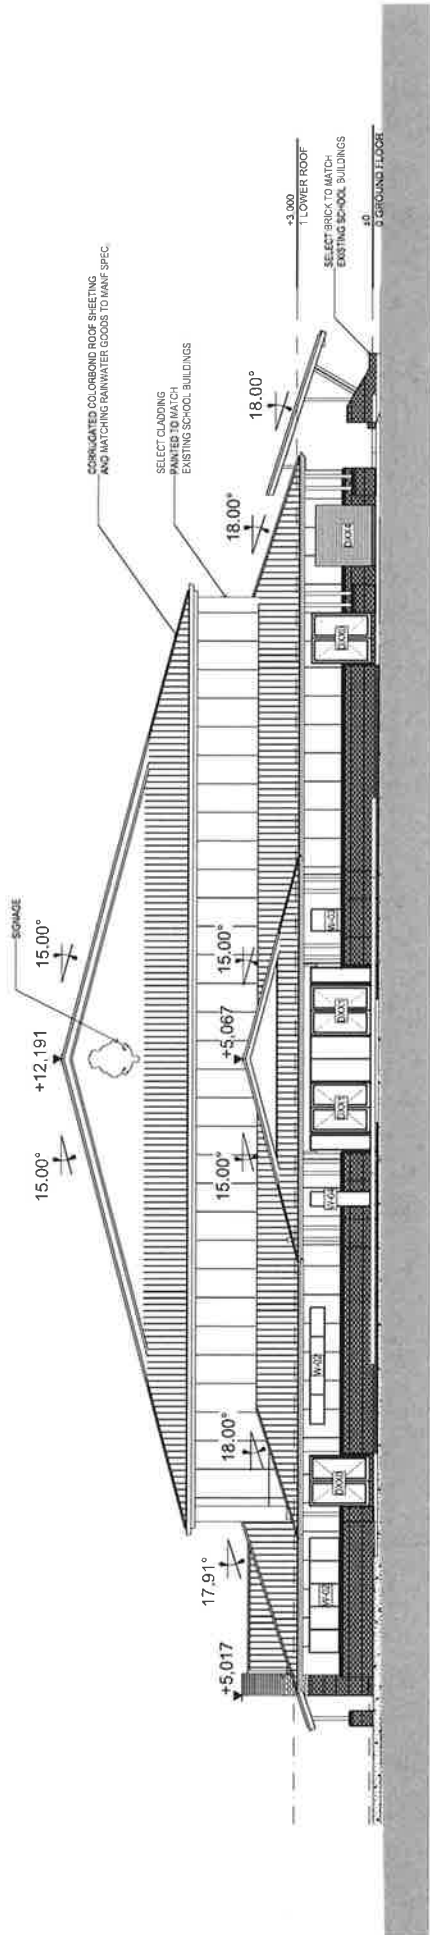 SIGNAGE
+12,191
15.00°
15.00°
CORRUGATED COLORBOND ROOF SHEETING
AND MATCHING RAINWATER GOODS TO MANF SPEC.
SELECT CLADDING
PAINTED TO MATCH
EXISTING SCHOOL BUILDINGS
+5,017
17,91°
18.00°
15.00°
+5,067
15.00°
18.00°
18.00°
+3,000
1 LOWER ROOF
SELECT BRICK TO MATCH
EXISTING SCHOOL BUILDINGS
±0
0 GROUND FLOOR
W-02
W-02